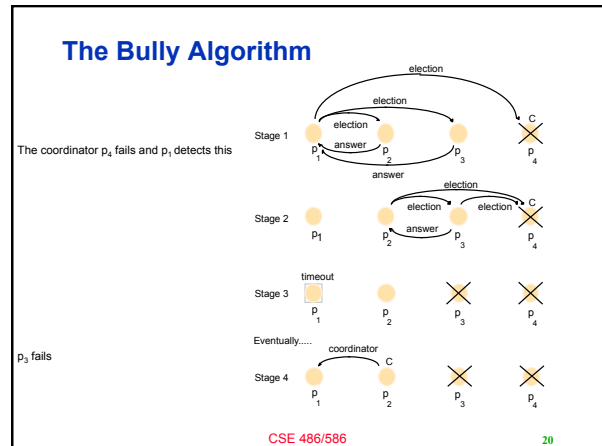 The Bully Algorithm
election
election
C
Stage 1
election
The coordinator p4 fails and p1 detects this
answer
p1
p2
p3
p4
answer
election
C
Stage 2
election
election
answer
p1
p2
p3
p4
timeout
Stage 3
p1
p2
p3
p4
Eventually.....
p3 fails
coordinator
C
Stage 4
p1
p2
p3
p4
CSE 486/586
20